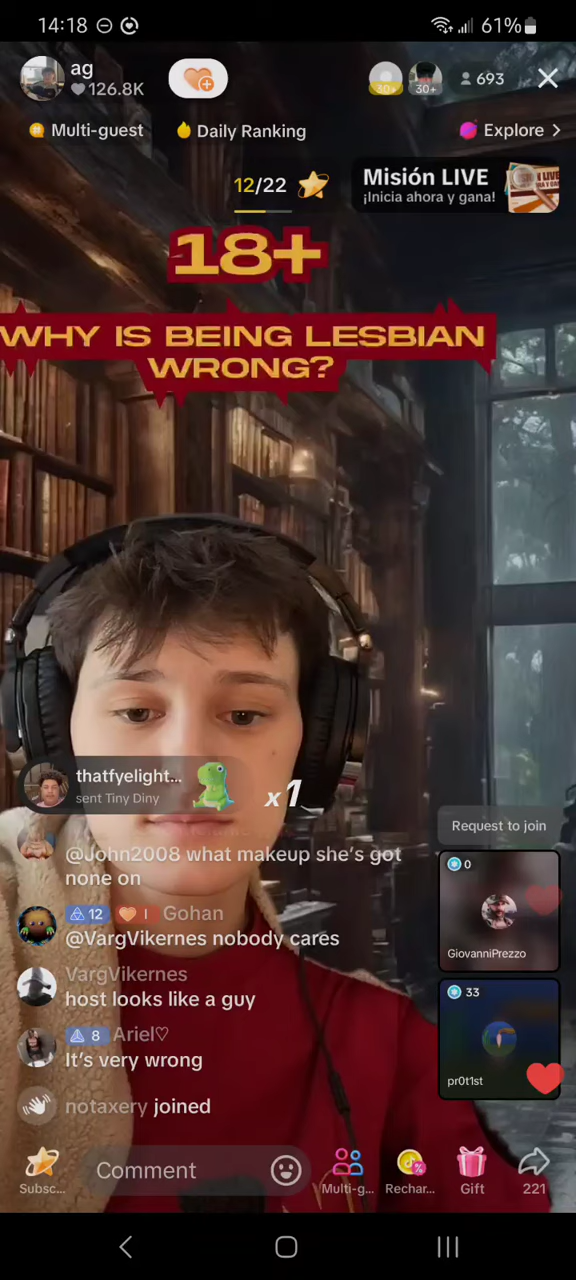 14:18
61%
ag
126.8K
30+
30+
693
Multi-guest
Daily Ranking
Explore >
12/22
Misión LIVE
¡Inicia ahora y gana!
18+
WHY IS BEING LESBIAN
WRONG?
thatfyelight...
sent Tiny Diny
x1
Request to join
@John2008 what makeup she's got
none on
0
GiovanniPrezzo
12 I Gohan
@VargVikernes nobody cares
VargVikernes
host looks like a guy
33
pr0t1st
8 Ariel♡
It's very wrong
notaxery joined
Subsc...
Comment
Multi-g...
Rechar...
Gift
221